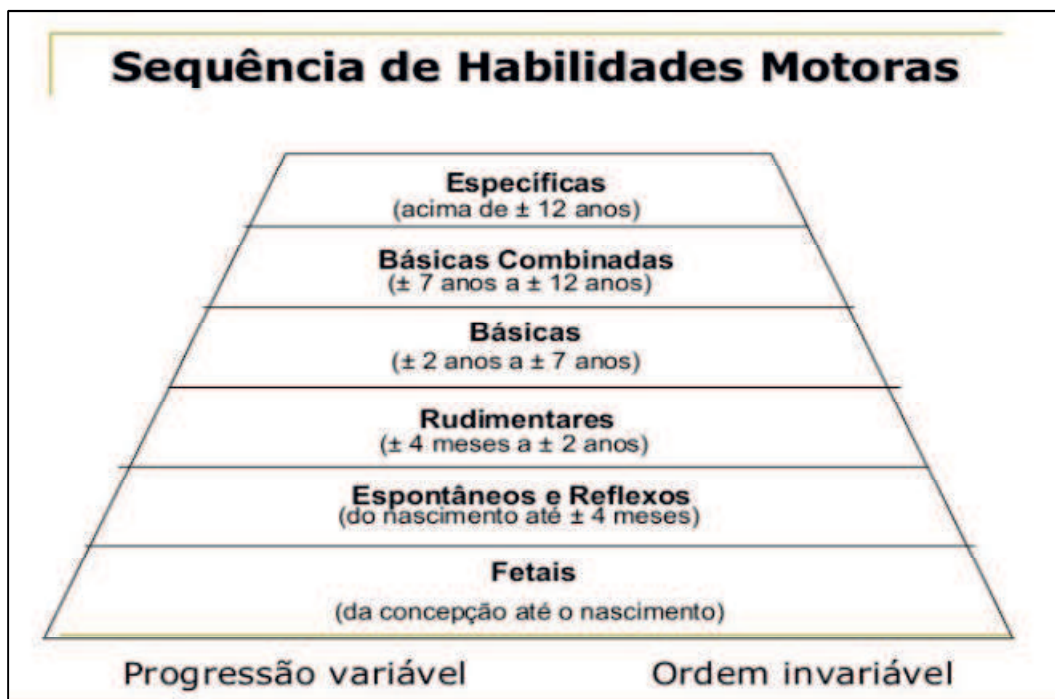 Sequência de Habilidades Motoras
Específicas
(acima de ± 12 anos)
Básicas Combinadas
(± 7 anos a ± 12 anos)
Básicas
(± 2 anos a ± 7 anos)
Rudimentares
(± 4 meses a ± 2 anos)
Espontâneos e Reflexos
(do nascimento até ± 4 meses)
Fetais
(da concepção até o nascimento)
Progressão variável
Ordem invariável